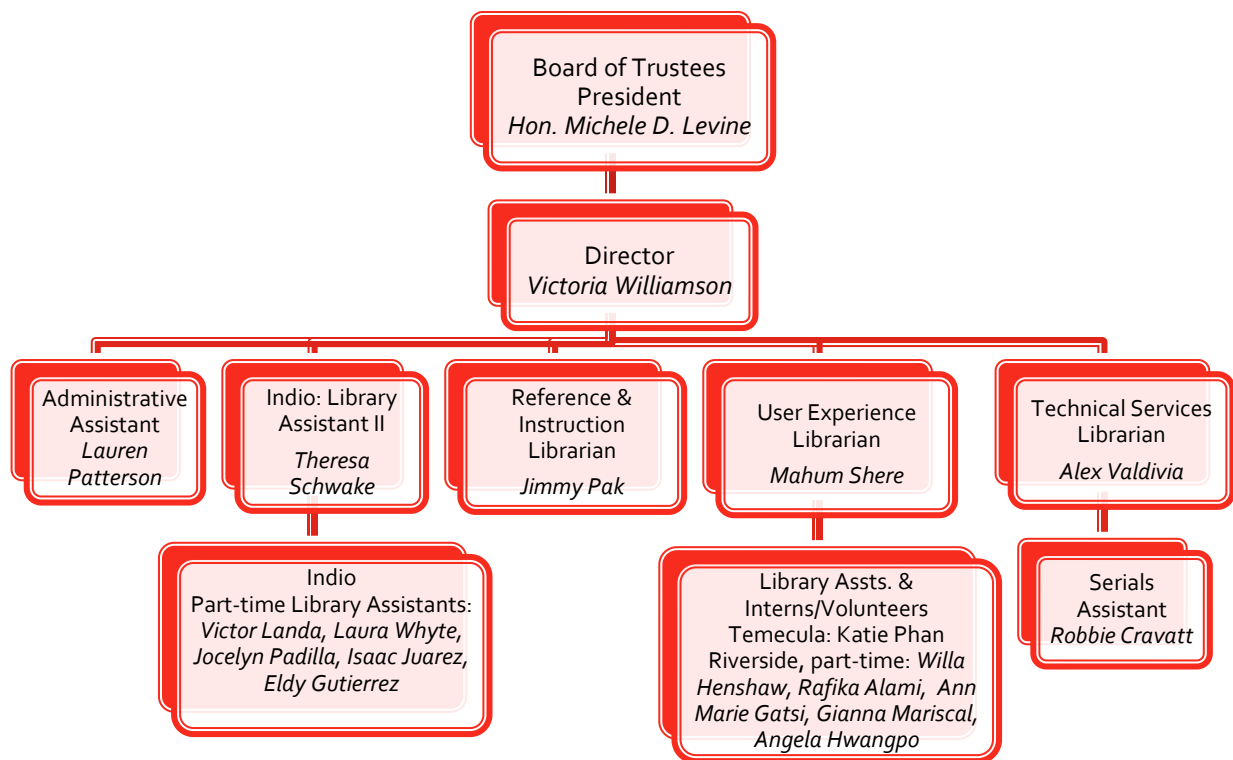 Board of Trustees
President
Hon. Michele D. Levine
Director
Victoria Williamson
Administrative
Assistant
Lauren
Patterson
Indio: Library
Assistant II
Theresa
Schwake
Reference &
Instruction
Librarian
Jimmy Pak
User Experience
Librarian
Mahum Shere
Technical Services
Librarian
Alex Valdivia
Indio
Part-time Library Assistants:
Victor Landa, Laura Whyte,
Jocelyn Padilla, Isaac Juarez,
Eldy Gutierrez
Library Assts. &
Interns/Volunteers
Temecula: Katie Phan
Riverside, part-time: Willa
Henshaw, Rafika Alami, Ann
Marie Gatsi, Gianna Mariscal,
Angela Hwangpo
Serials
Assistant
Robbie Cravatt